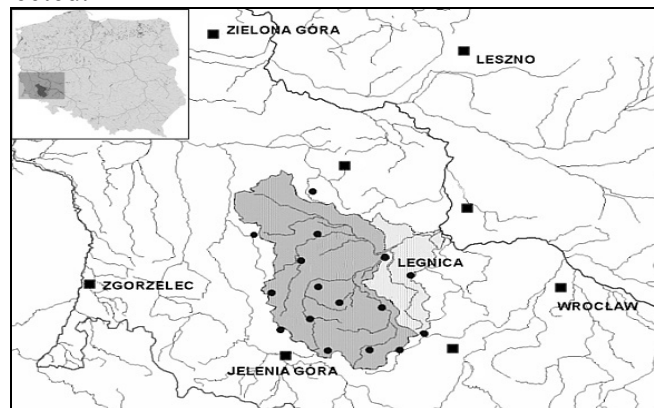 ZIELONA GÓRA
LESZNO
LEGNICA
ZGORZELEC
WROCŁAW
JELENIA GÓRA